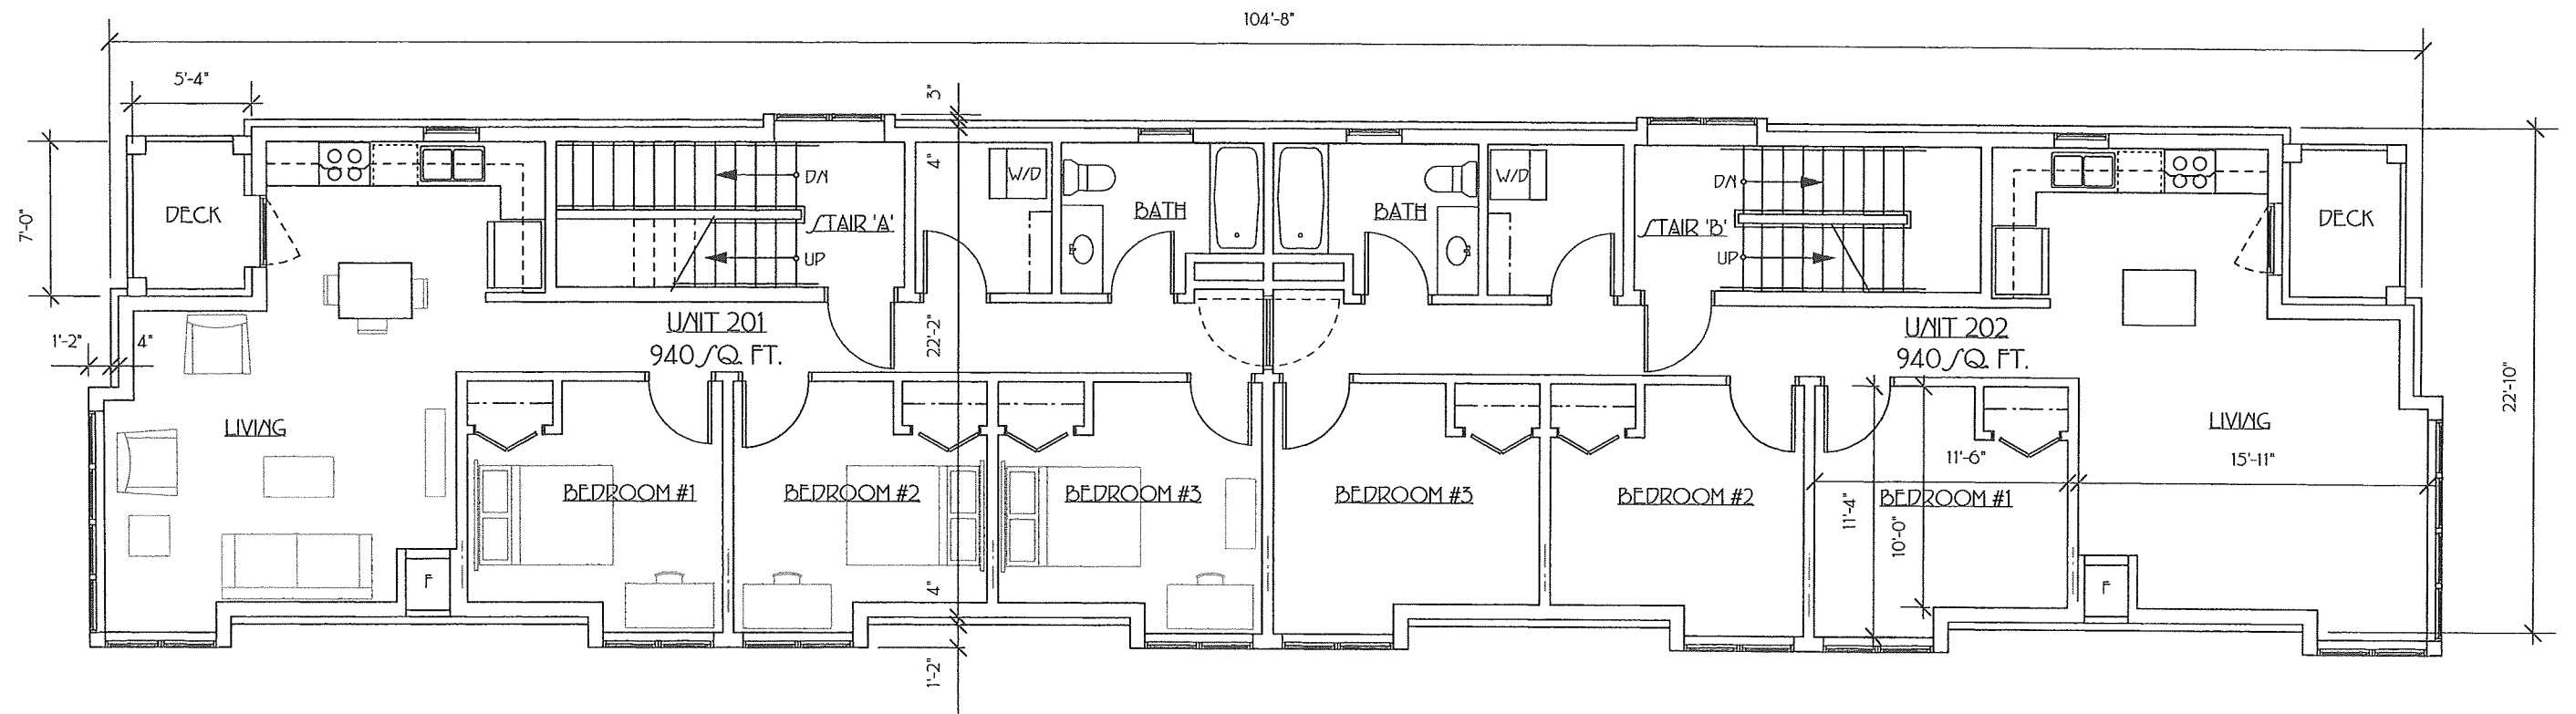 104'-8"
5'-4"
3"
4"
7'-0"
DECK
W/D
BATH
BATH
W/D
DN
UP
STAIR 'A'
DN
UP
STAIR 'B'
DECK
1'-2"
4"
UNIT 201
940 SQ. FT.
22'-2"
UNIT 202
940 SQ. FT.
22'-10"
LIVING
LIVING
11'-6"
15'-11"
BEDROOM #1
BEDROOM #2
BEDROOM #3
BEDROOM #3
BEDROOM #2
BEDROOM #1
11'-4"
10'-0"
F
F
4"
1'-2"